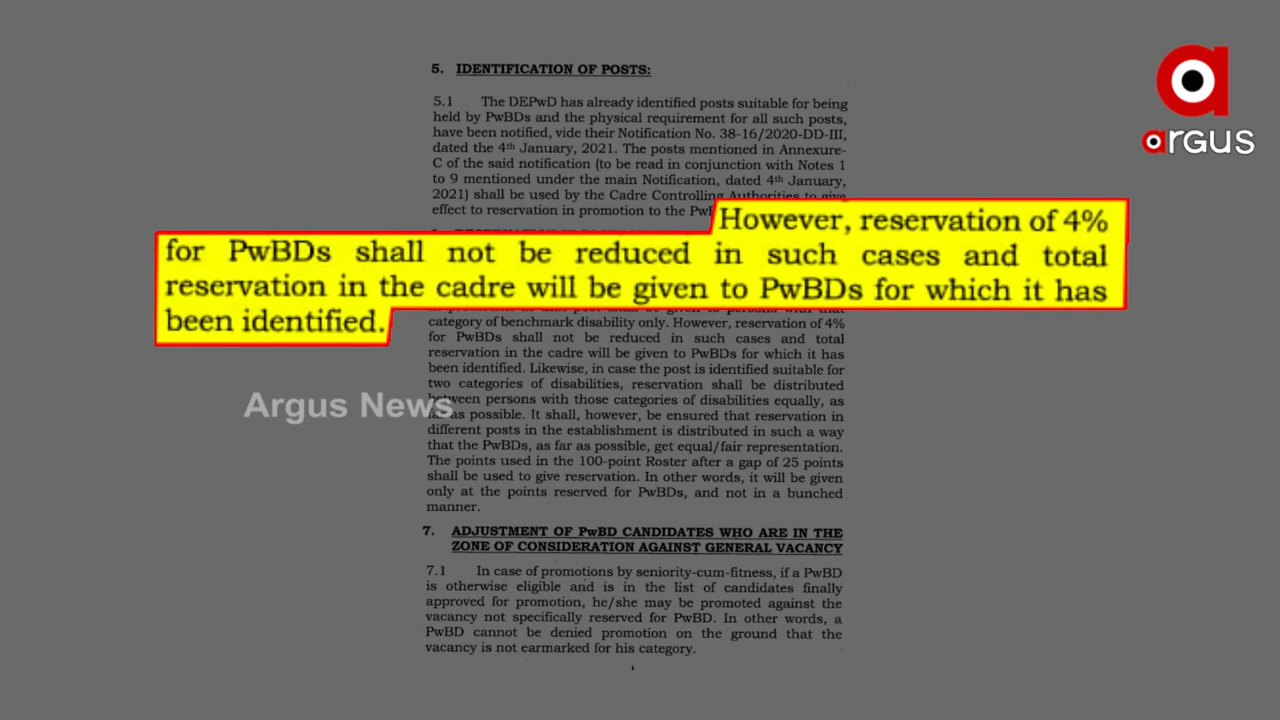 argus
5. IDENTIFICATION OF POSTS:
5.1 The DEPwD has already identified posts suitable for being
held by PwBDs and the physical requirement for all such posts,
have been notified, vide their Notification No. 38-16/2020-DD-III,
dated the 4th January, 2021. The posts mentioned in Annexure-
C of the said notification (to be read in conjunction with Notes 1
to 9 mentioned under the main Notification, dated 4th January,
2021) shall be used by the Cadre Controlling Authorities to give
effect to reservation in promotion to the
However, reservation of 4%
for PwBDs shall not be reduced in such cases and total
reservation in the cadre will be given to PwBDs for which it has
been identified.
category of benchmark disability only. However, reservation of 4%
for PwBDs shall not be reduced in such cases and total
reservation in the cadre will be given to PwBDs for which it has
been identified. Likewise, in case the post is identified suitable for
two categories of disabilities, reservation shall be distributed
between persons with those categories of disabilities equally, as
Argus News
far as possible. It shall, however, be ensured that reservation in
different posts in the establishment is distributed in such a way
that the PwBDs, as far as possible, get equal/fair representation.
The points used in the 100-point Roster after a gap of 25 points
shall be used to give reservation. In other words, it will be given
only at the points reserved for PwBDs, and not in a bunched
manner.
7. ADJUSTMENT OF PwBD CANDIDATES WHO ARE IN THE
ZONE OF CONSIDERATION AGAINST GENERAL VACANCY
7.1 In case of promotions by seniority-cum-fitness, if a PwBD
is otherwise eligible and is in the list of candidates finally
approved for promotion, he/she may be promoted against the
vacancy not specifically reserved for PwBD. In other words, a
PwBD cannot be denied promotion on the ground that the
vacancy is not earmarked for his category.